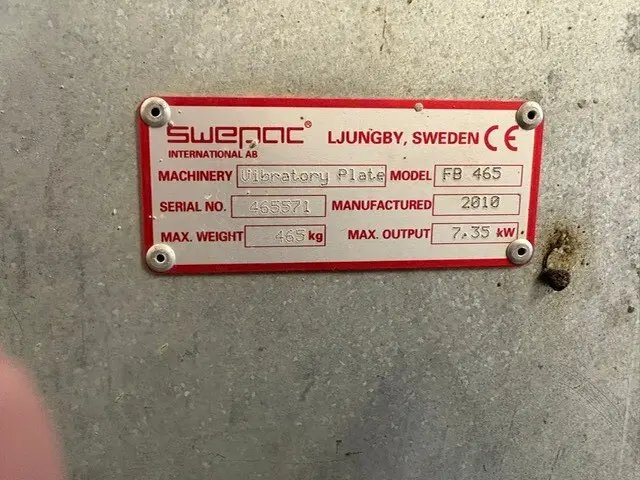 swepac® LJUNGBY, SWEDEN CE
INTERNATIONAL AB
MACHINERY Vibratory Plate MODEL FB 465
SERIAL NO. 465571 MANUFACTURED 2010
MAX. WEIGHT 465 kg MAX. OUTPUT 7.35 kW